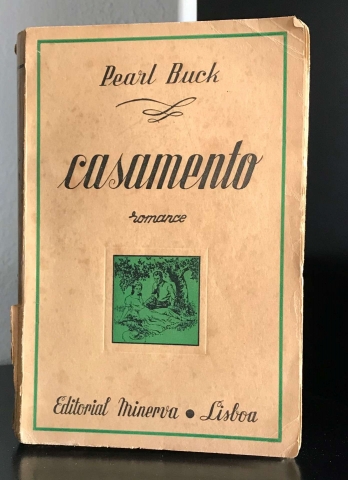 Pearl Buck
casamento
romance
Editorial Minerva • Lisboa